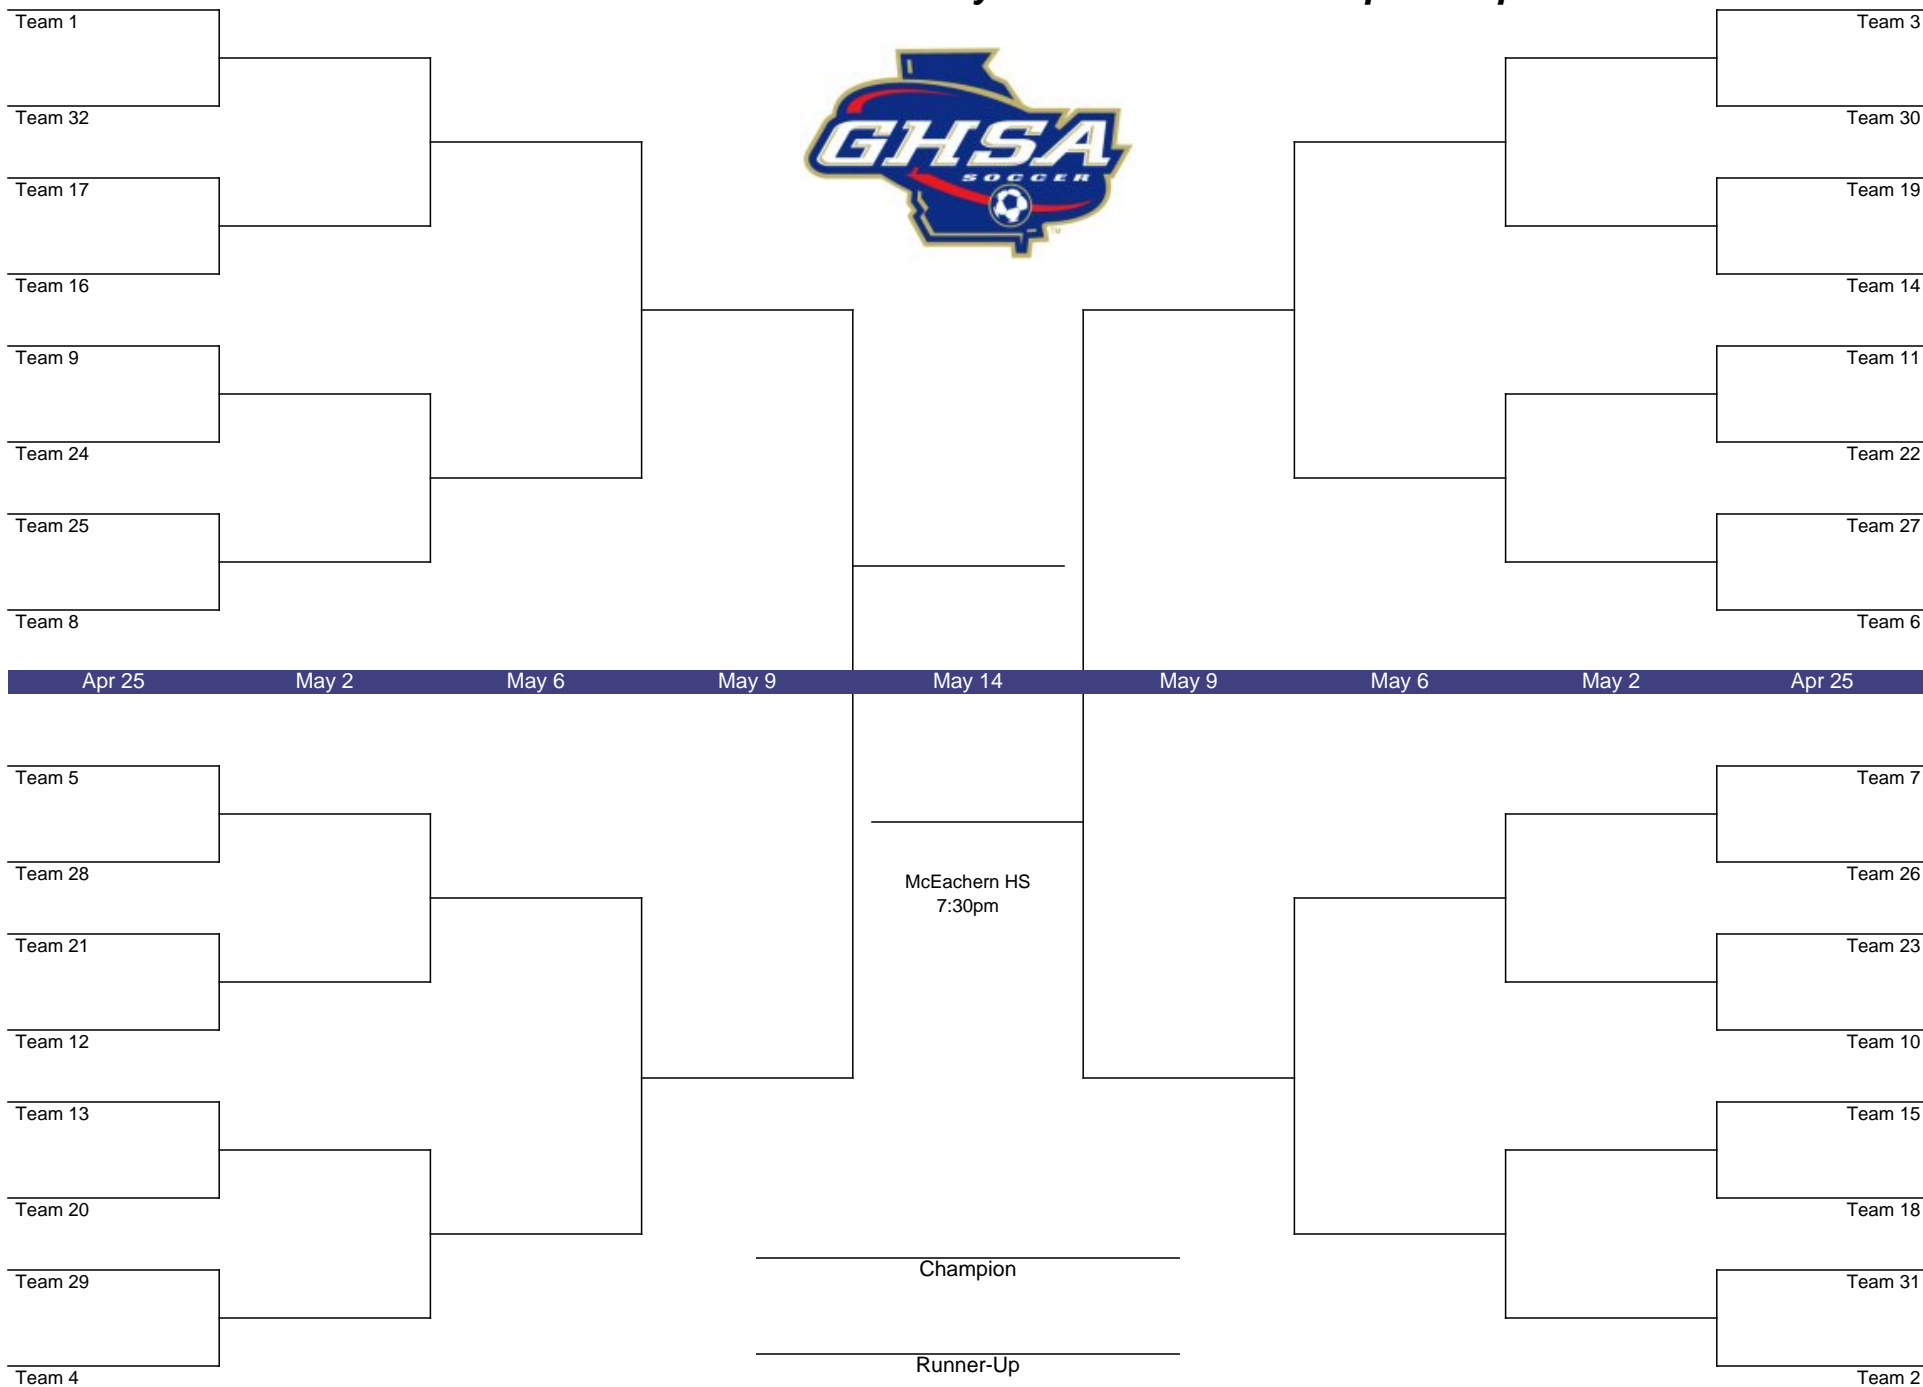 Team 1
Team 3
Team 32
Team 30
Team 17
Team 19
Team 16
Team 14
Team 9
Team 11
Team 24
Team 22
Team 25
Team 27
Team 8
Team 6
GHSA
SOCCER
TM
Apr 25 May 2 May 6 May 9 May 14 May 9 May 6 May 2 Apr 25
Team 5
Team 7
Team 28
Team 26
McEachern HS
7:30pm
Team 21
Team 23
Team 12
Team 10
Team 13
Team 15
Team 20
Team 18
Team 29
Team 31
Team 4
Team 2
Champion
Runner-Up